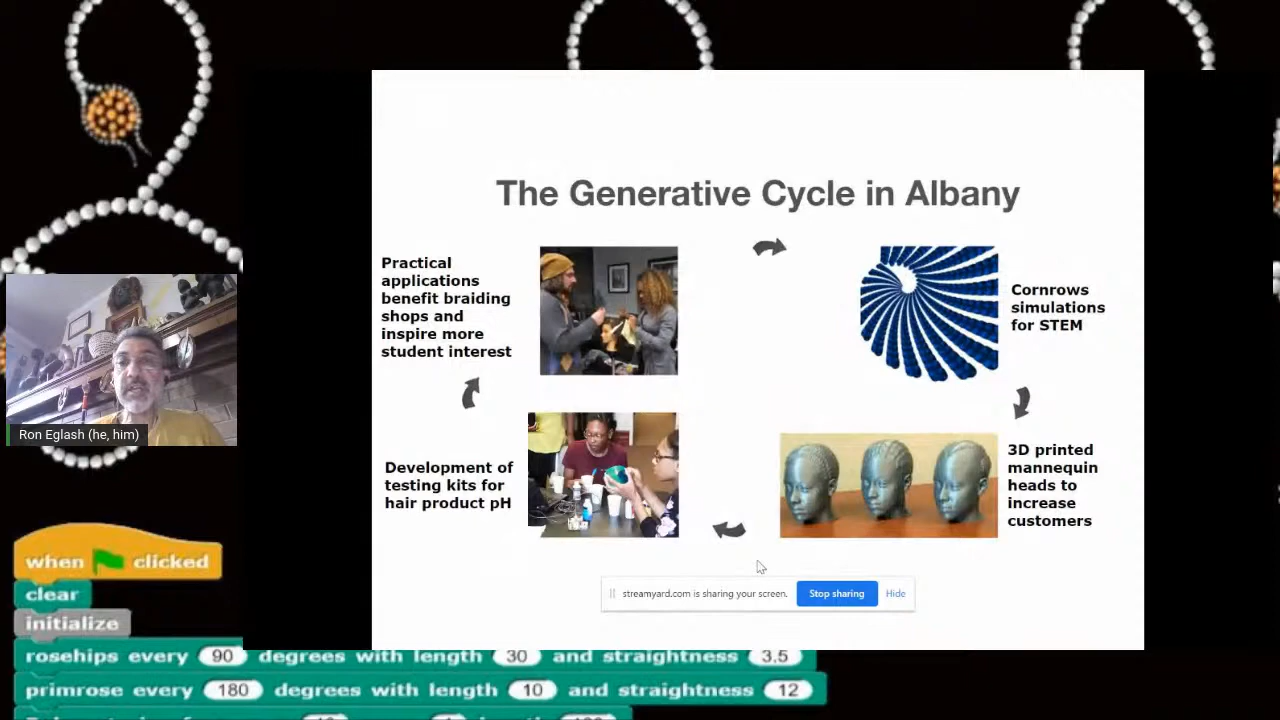 The Generative Cycle in Albany
Practical
applications
benefit braiding
shops and
inspire more
student interest
Cornrows
simulations
for STEM
Development of
testing kits for
hair product pH
3D printed
mannequin
heads to
increase
customers
Ron Eglash (he, him)
streamyard.com is sharing your screen.
Stop sharing
Hide
when clicked
clear
initialize
rosehips every 90 degrees with length 30 and straightness 3.5
primrose every 180 degrees with length 10 and straightness 12